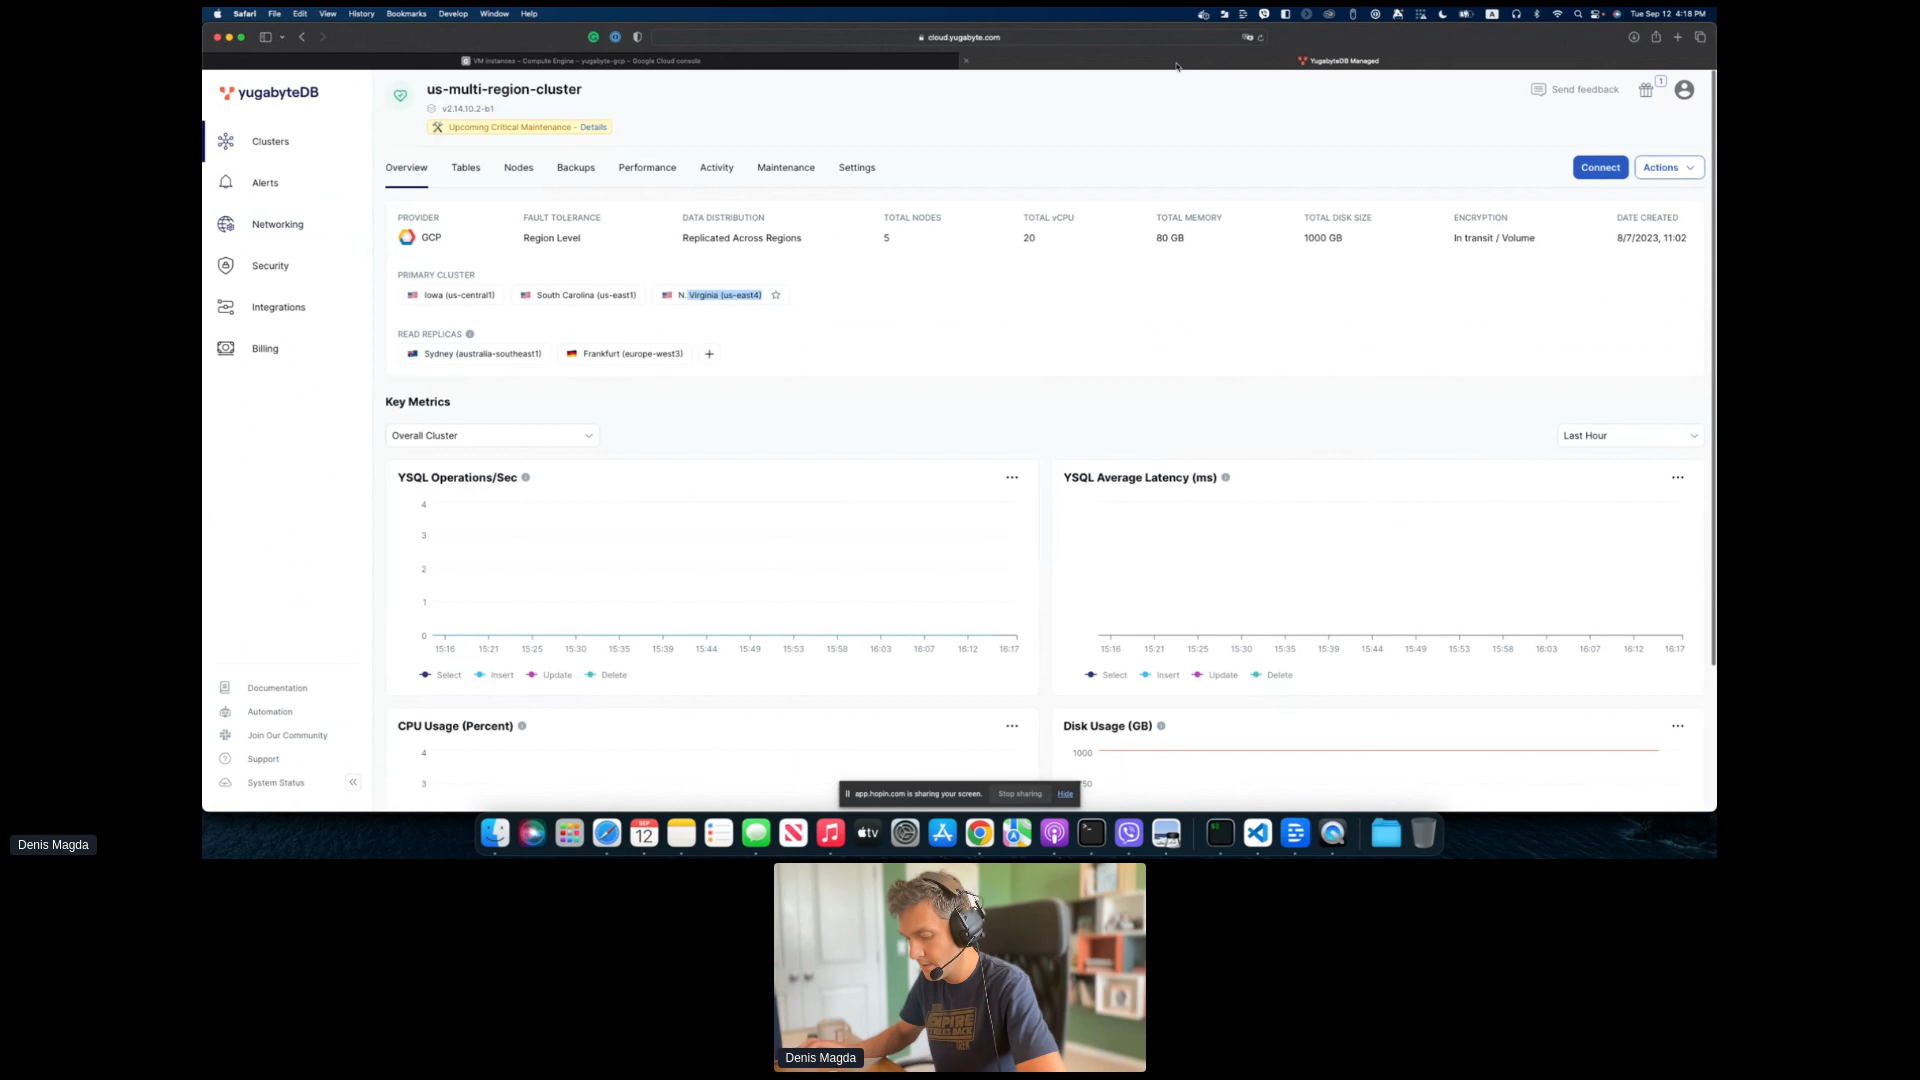 Safari File Edit View History Bookmarks Develop Window Help
Tue Sep 12 4:18 PM
cloud.yugabyte.com
VM instances – Compute Engine – yugabyte-gcp – Google Cloud console
YugabyteDB Managed
yugabyteDB
us-multi-region-cluster
v2.14.10.2-b1
Upcoming Critical Maintenance - Details
Send feedback
1
Clusters
Alerts
Networking
Security
Integrations
Billing
Overview Tables Nodes Backups Performance Activity Maintenance Settings
Connect
Actions
PROVIDER FAULT TOLERANCE DATA DISTRIBUTION TOTAL NODES TOTAL vCPU TOTAL MEMORY TOTAL DISK SIZE ENCRYPTION DATE CREATED
GCP Region Level Replicated Across Regions 5 20 80 GB 1000 GB In transit / Volume 8/7/2023, 11:02
PRIMARY CLUSTER
Iowa (us-central1) South Carolina (us-east1) N. Virginia (us-east4)
READ REPLICAS
Sydney (australia-southeast1) Frankfurt (europe-west3) +
Key Metrics
Overall Cluster
Last Hour
YSQL Operations/Sec
4
3
2
1
0
15:16 15:21 15:25 15:30 15:35 15:39 15:44 15:49 15:53 15:58 16:03 16:07 16:12 16:17
Select Insert Update Delete
YSQL Average Latency (ms)
15:16 15:21 15:25 15:30 15:35 15:39 15:44 15:49 15:53 15:58 16:03 16:07 16:12 16:17
Select Insert Update Delete
CPU Usage (Percent)
4
3
Disk Usage (GB)
1000
50
Documentation
Automation
Join Our Community
Support
System Status
app.hopin.com is sharing your screen. Stop sharing Hide
SEP
12
tv
Denis Magda
EMPIRE
Denis Magda